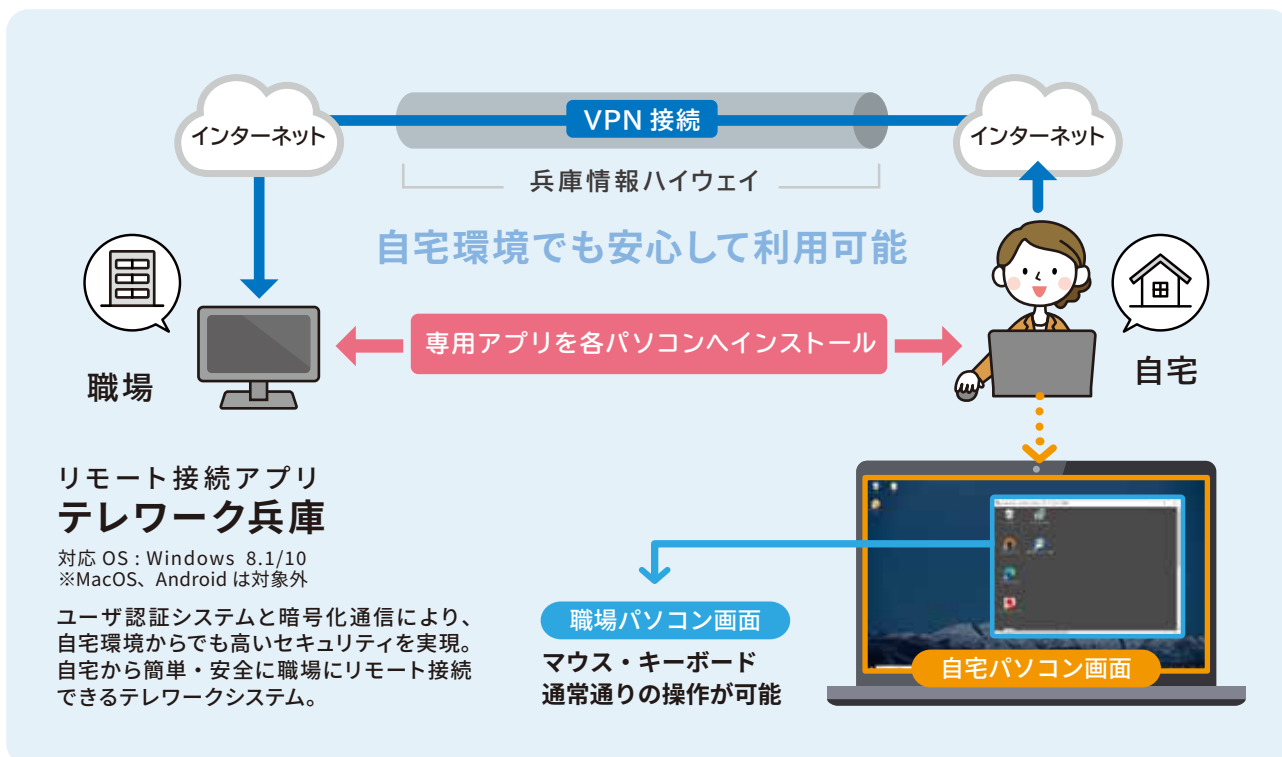 インターネット
VPN 接続
インターネット
兵庫情報ハイウェイ
自宅環境でも安心して利用可能
専用アプリを各パソコンへインストール
職場
自宅
リモート接続アプリ
テレワーク兵庫
対応 OS : Windows 8.1/10
※MacOS、Android は対象外
ユーザ認証システムと暗号化通信により、
自宅環境からでも高いセキュリティを実現。
自宅から簡単・安全に職場にリモート接続
できるテレワークシステム。
職場パソコン画面
マウス・キーボード
通常通りの操作が可能
自宅パソコン画面